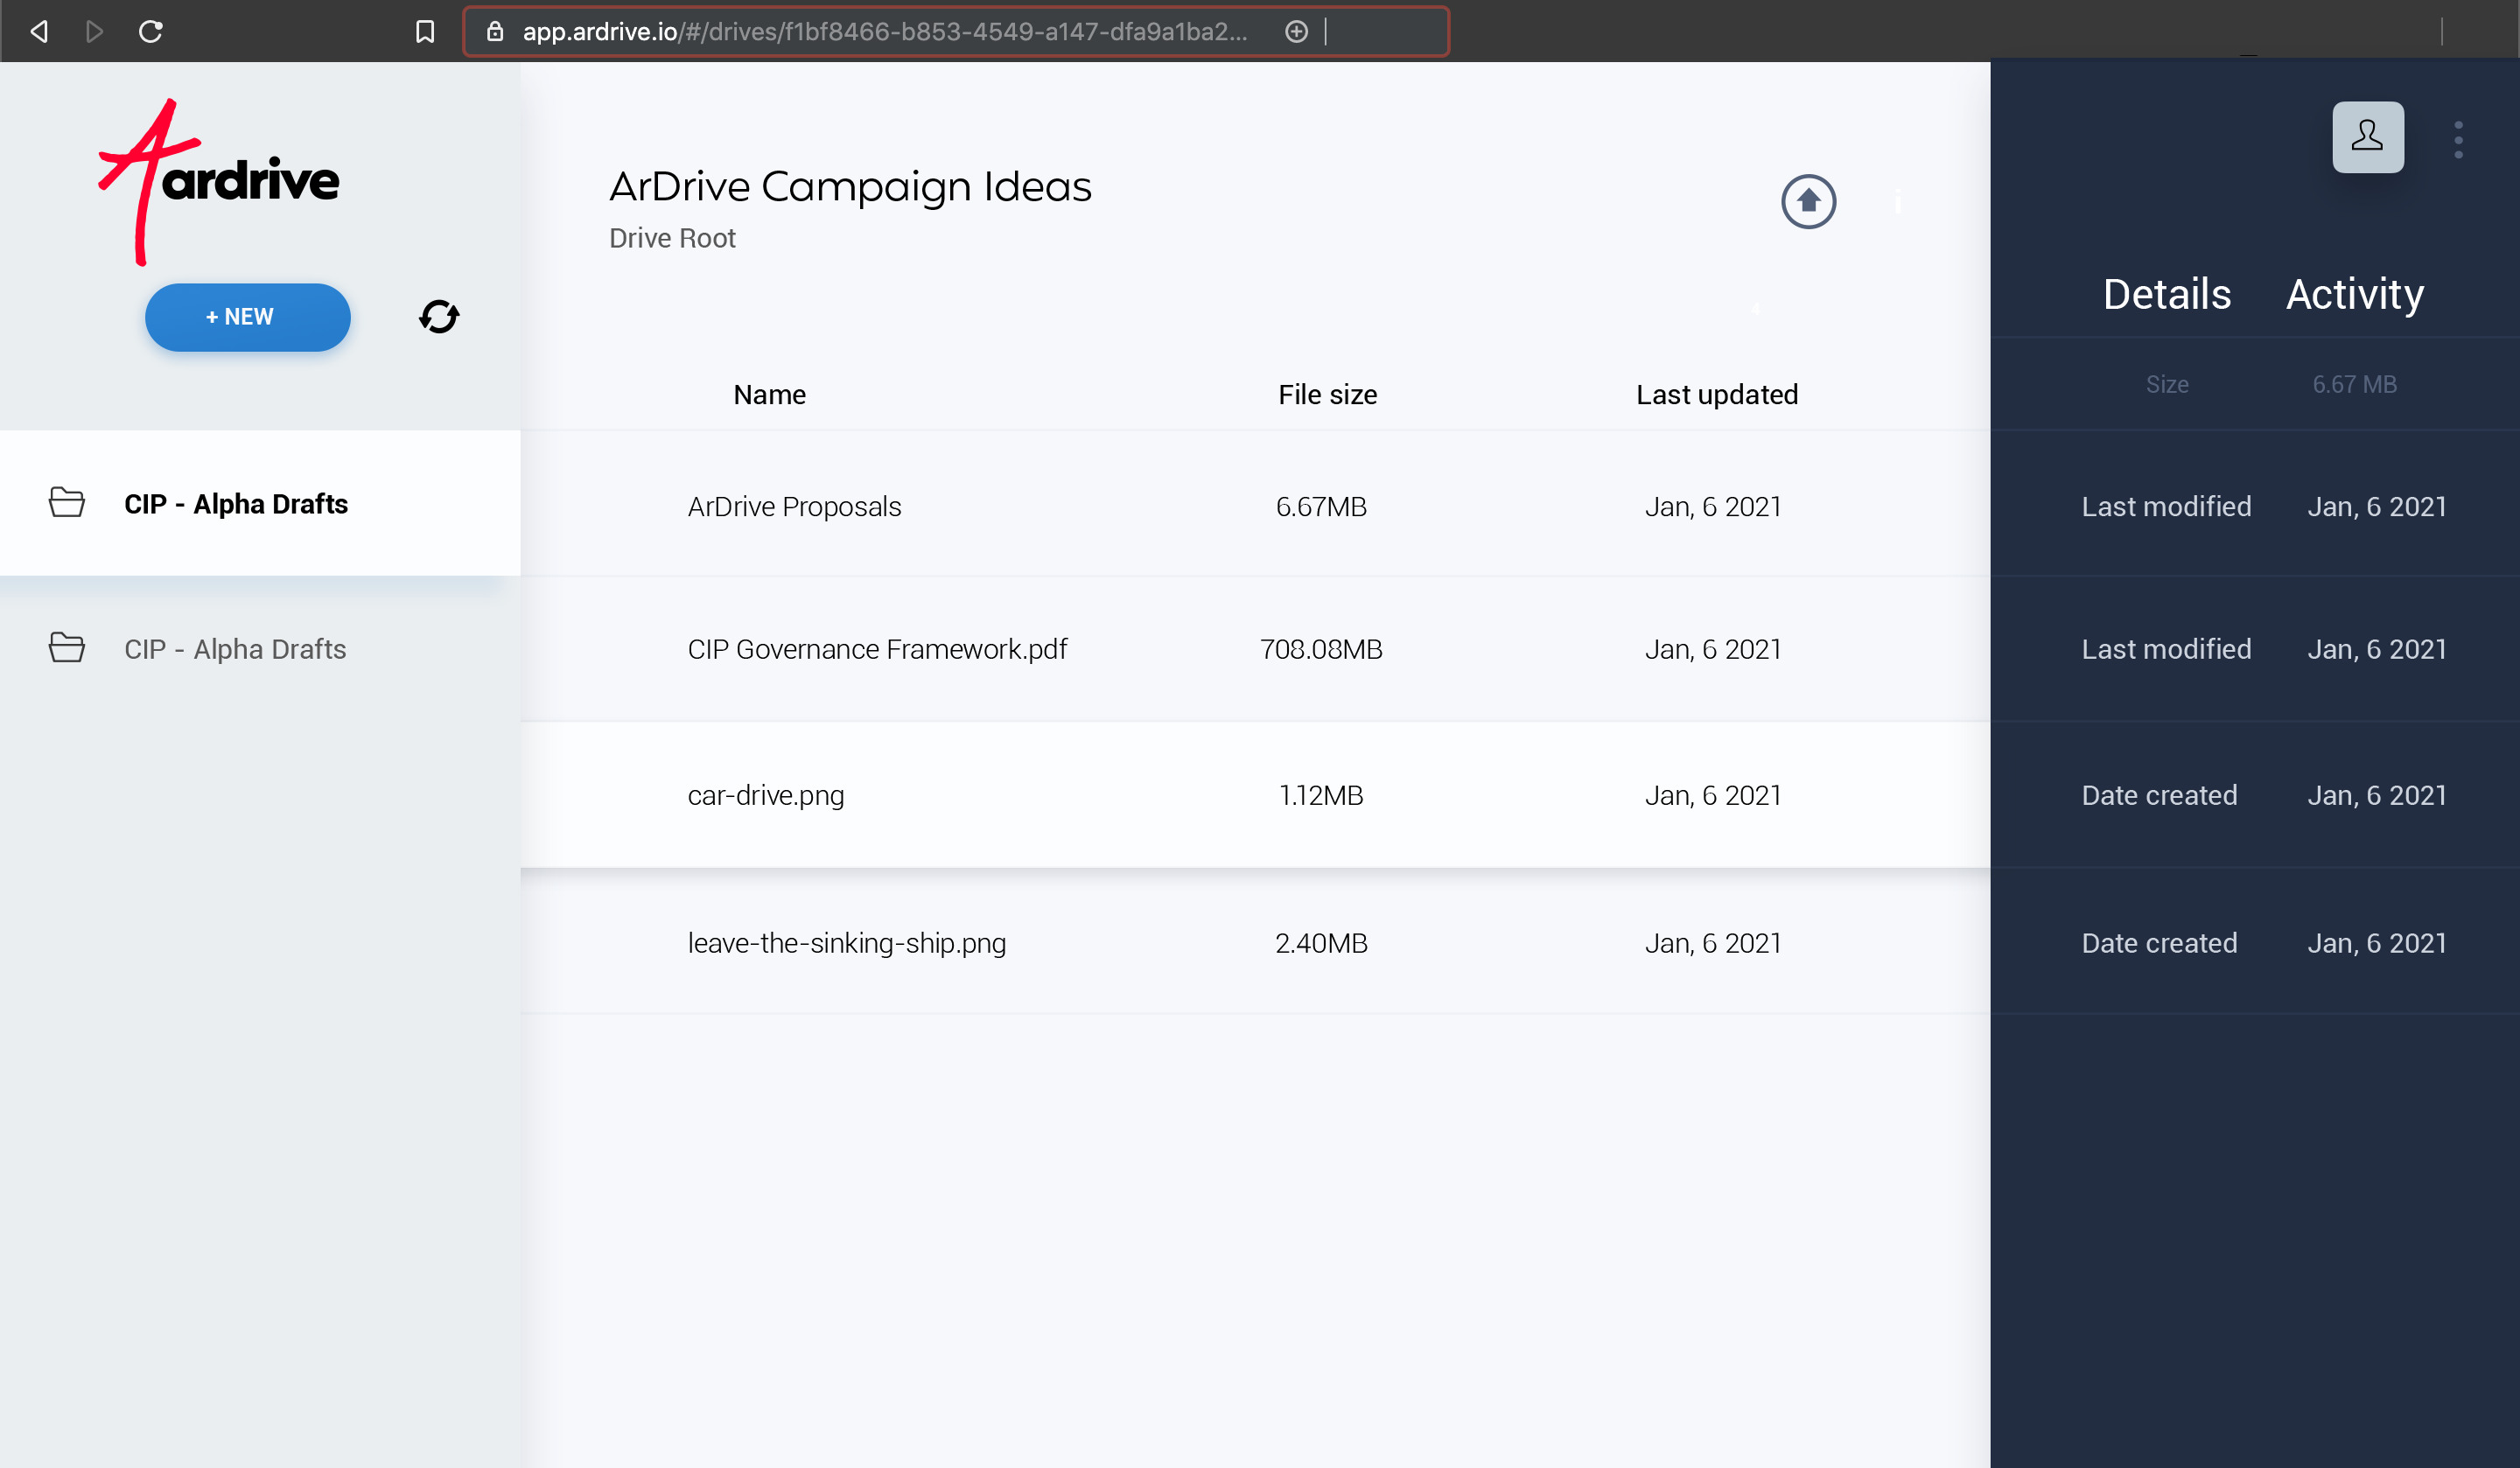 app.ardrive.io/#/drives/f1bf8466-b853-4549-a147-dfa9a1ba2...
ardrive
+ NEW
CIP - Alpha Drafts
CIP - Alpha Drafts
ArDrive Campaign Ideas
Drive Root
i
Name File size Last updated
ArDrive Proposals 6.67MB Jan, 6 2021
CIP Governance Framework.pdf 708.08MB Jan, 6 2021
car-drive.png 1.12MB Jan, 6 2021
leave-the-sinking-ship.png 2.40MB Jan, 6 2021
Details Activity
Size 6.67 MB
Last modified Jan, 6 2021
Last modified Jan, 6 2021
Date created Jan, 6 2021
Date created Jan, 6 2021